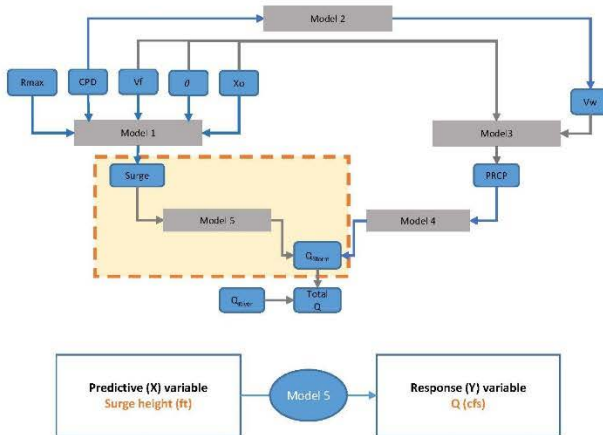 Model 2
Rmax
CPD
Vf
θ
Xo
Vw
Model 1
Model3
Surge
PRCP
Model 5
Model 4
QStorm
QRiver
Total
Q
Predictive (X) variable
Surge height (ft)
Model 5
Response (Y) variable
Q (cfs)